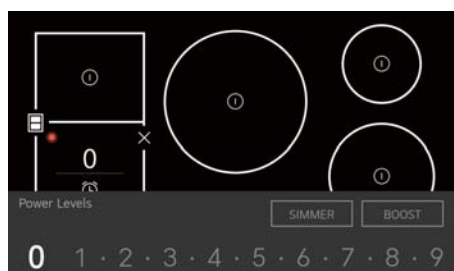 0
Power Levels
SIMMER
BOOST
0 1 · 2 · 3 · 4 · 5 · 6 · 7 · 8 · 9